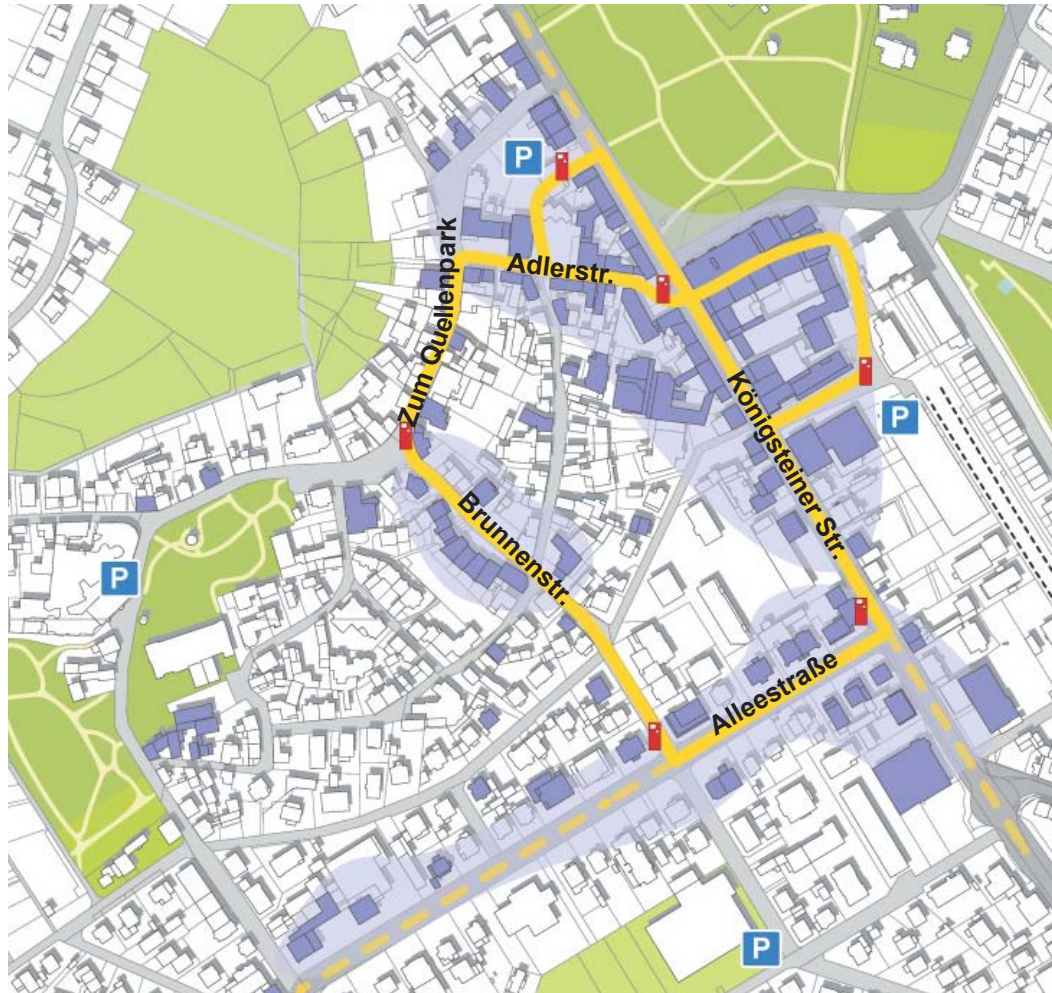 P
Zum Quellenpark
Adlerstr.
Königsteiner Str.
P
Brunnenstr.
P
Alleestraße
P